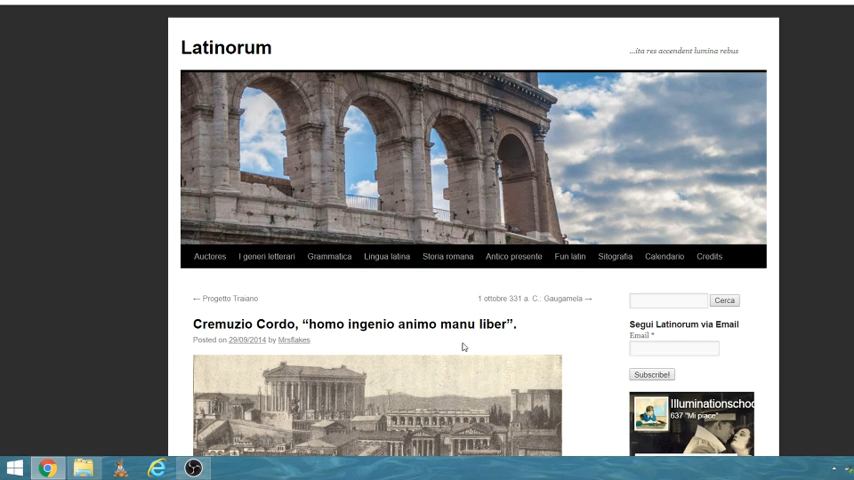 Latinorum
...ita res accendent lumina rebus
Auctores I generi letterari Grammatica Lingua latina Storia romana Antico presente Fun latin Sitografia Calendario Credits
← Progetto Traiano 1 ottobre 331 a. C.: Gaugamela →
Cerca
Cremuzio Cordo, “homo ingenio animo manu liber”.
Posted on 29/09/2014 by Mrsflakes
Segui Latinorum via Email
Email *
Subscribe!
Illuminationschoo
637 "Mi piace"